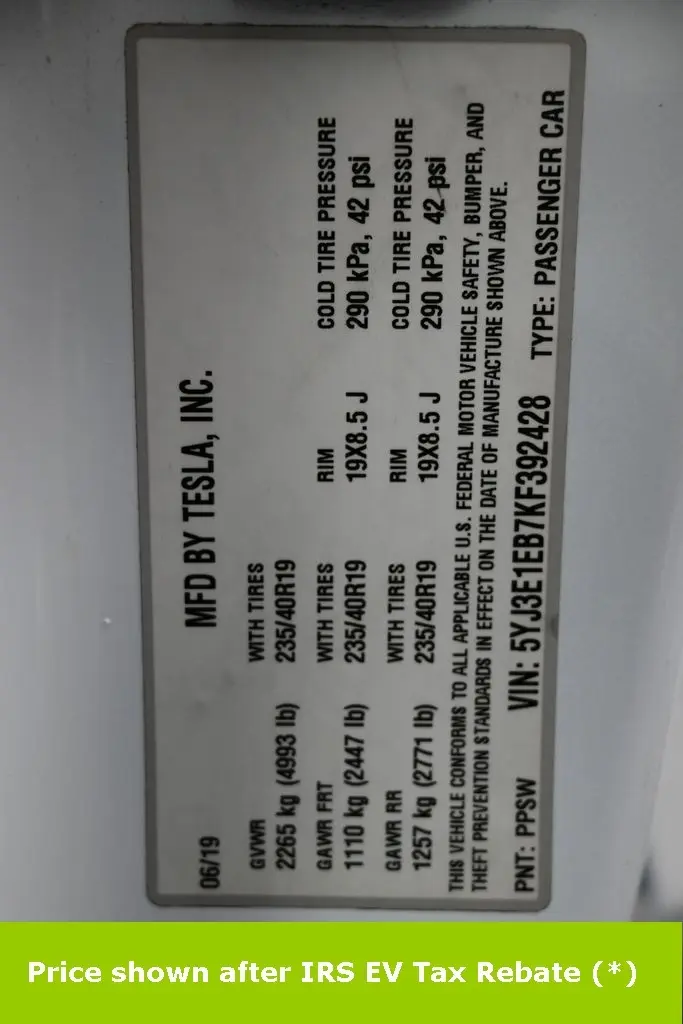 MFD BY TESLA, INC.
06/19
GVWR WITH TIRES
2265 kg (4993 lb) 235/40R19
GAWR FRT WITH TIRES RIM COLD TIRE PRESSURE
1110 kg (2447 lb) 235/40R19 19X8.5 J 290 kPa, 42 psi
GAWR RR WITH TIRES RIM COLD TIRE PRESSURE
1257 kg (2771 lb) 235/40R19 19X8.5 J 290 kPa, 42 psi
THIS VEHICLE CONFORMS TO ALL APPLICABLE U.S. FEDERAL MOTOR VEHICLE SAFETY, BUMPER, AND
THEFT PREVENTION STANDARDS IN EFFECT ON THE DATE OF MANUFACTURE SHOWN ABOVE.
PNT: PPSW VIN: 5YJ3E1EB7KF392428 TYPE: PASSENGER CAR
Price shown after IRS EV Tax Rebate (*)